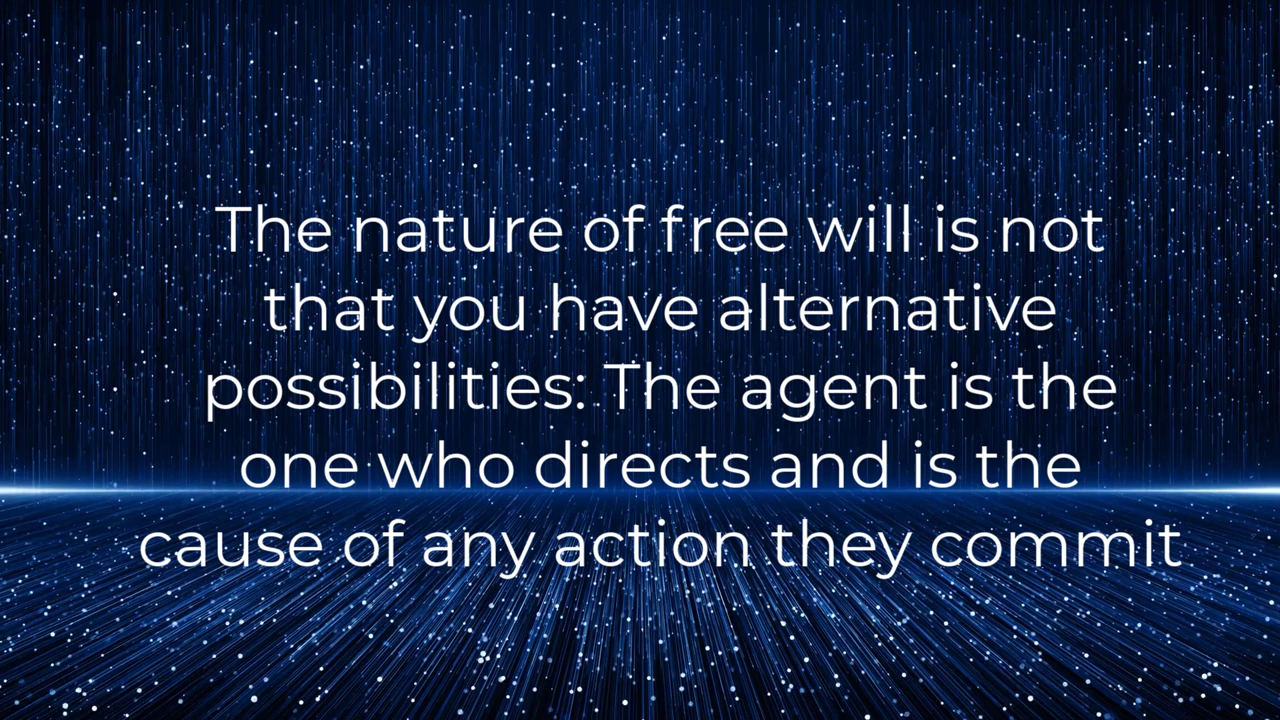 The nature of free will is not
that you have alternative
possibilities: The agent is the
one who directs and is the
cause of any action they commit